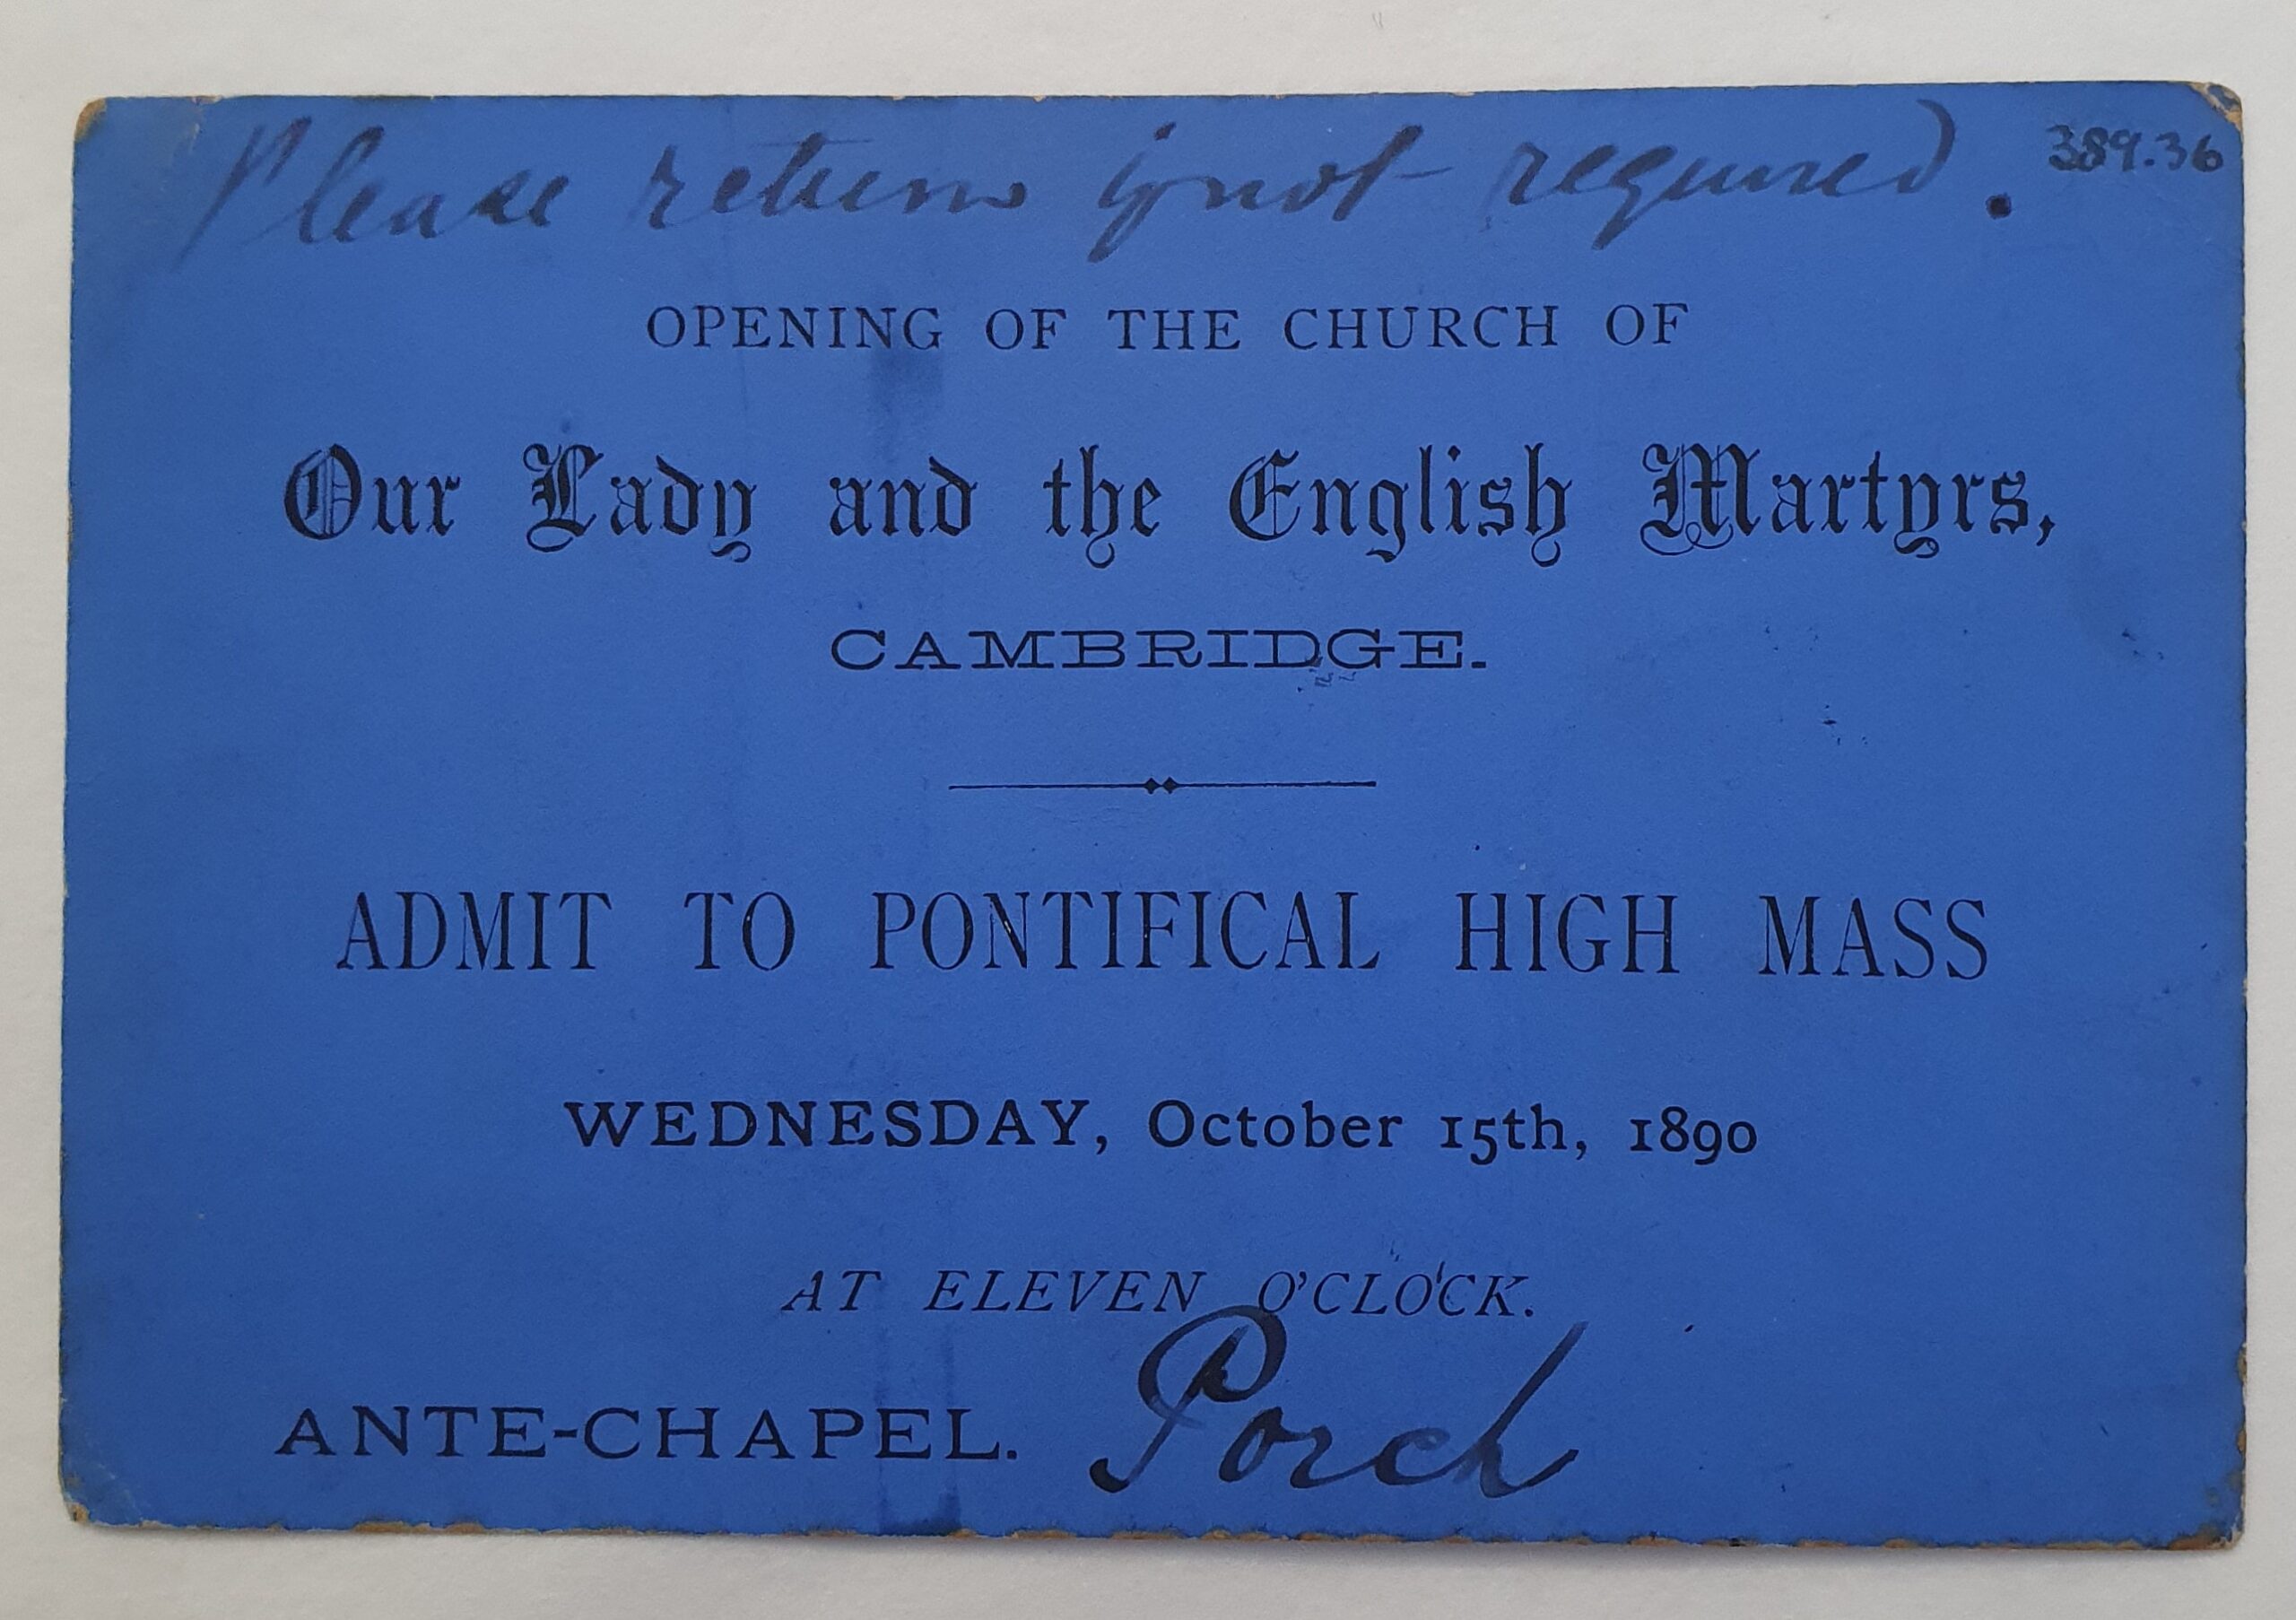 Please return if not required.
389.36
OPENING OF THE CHURCH OF
Our Lady and the English Martyrs,
CAMBRIDGE.
ADMIT TO PONTIFICAL HIGH MASS
WEDNESDAY, October 15th, 1890
AT ELEVEN O'CLOCK.
ANTE-CHAPEL. Porch